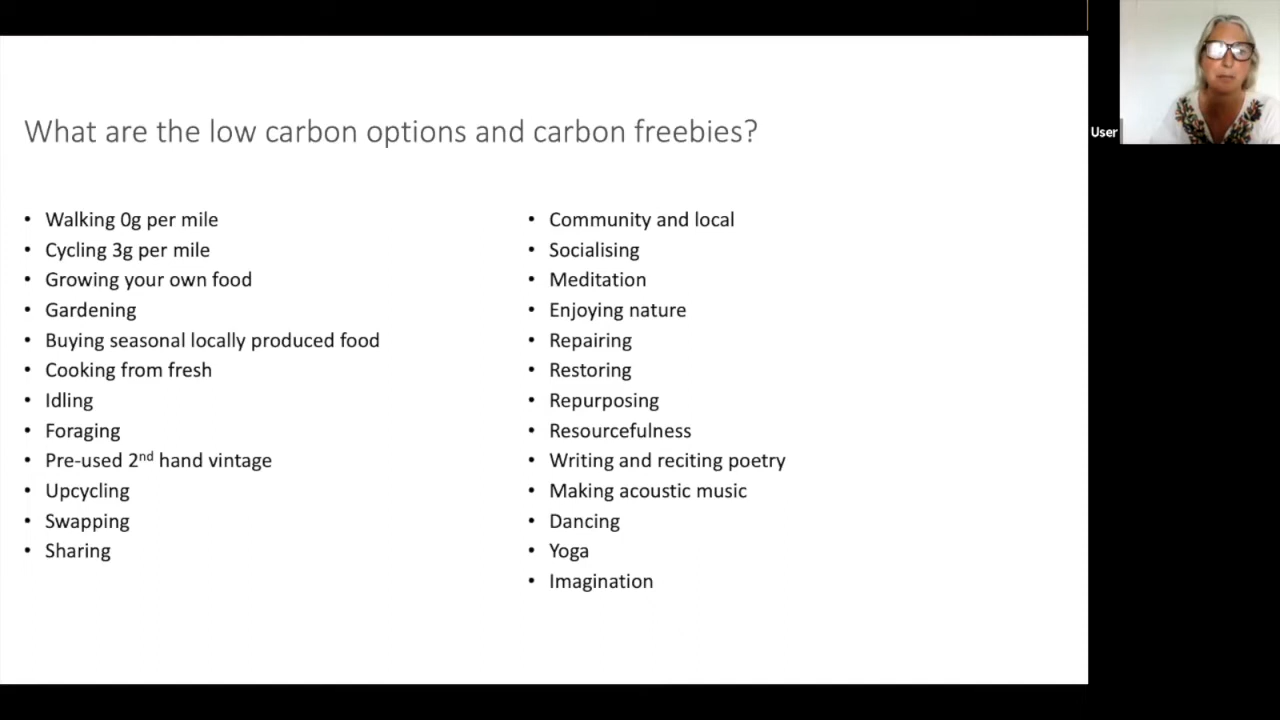 What are the low carbon options and carbon freebies?
• Walking 0g per mile
• Cycling 3g per mile
• Growing your own food
• Gardening
• Buying seasonal locally produced food
• Cooking from fresh
• Idling
• Foraging
• Pre-used 2nd hand vintage
• Upcycling
• Swapping
• Sharing
• Community and local
• Socialising
• Meditation
• Enjoying nature
• Repairing
• Restoring
• Repurposing
• Resourcefulness
• Writing and reciting poetry
• Making acoustic music
• Dancing
• Yoga
• Imagination
User